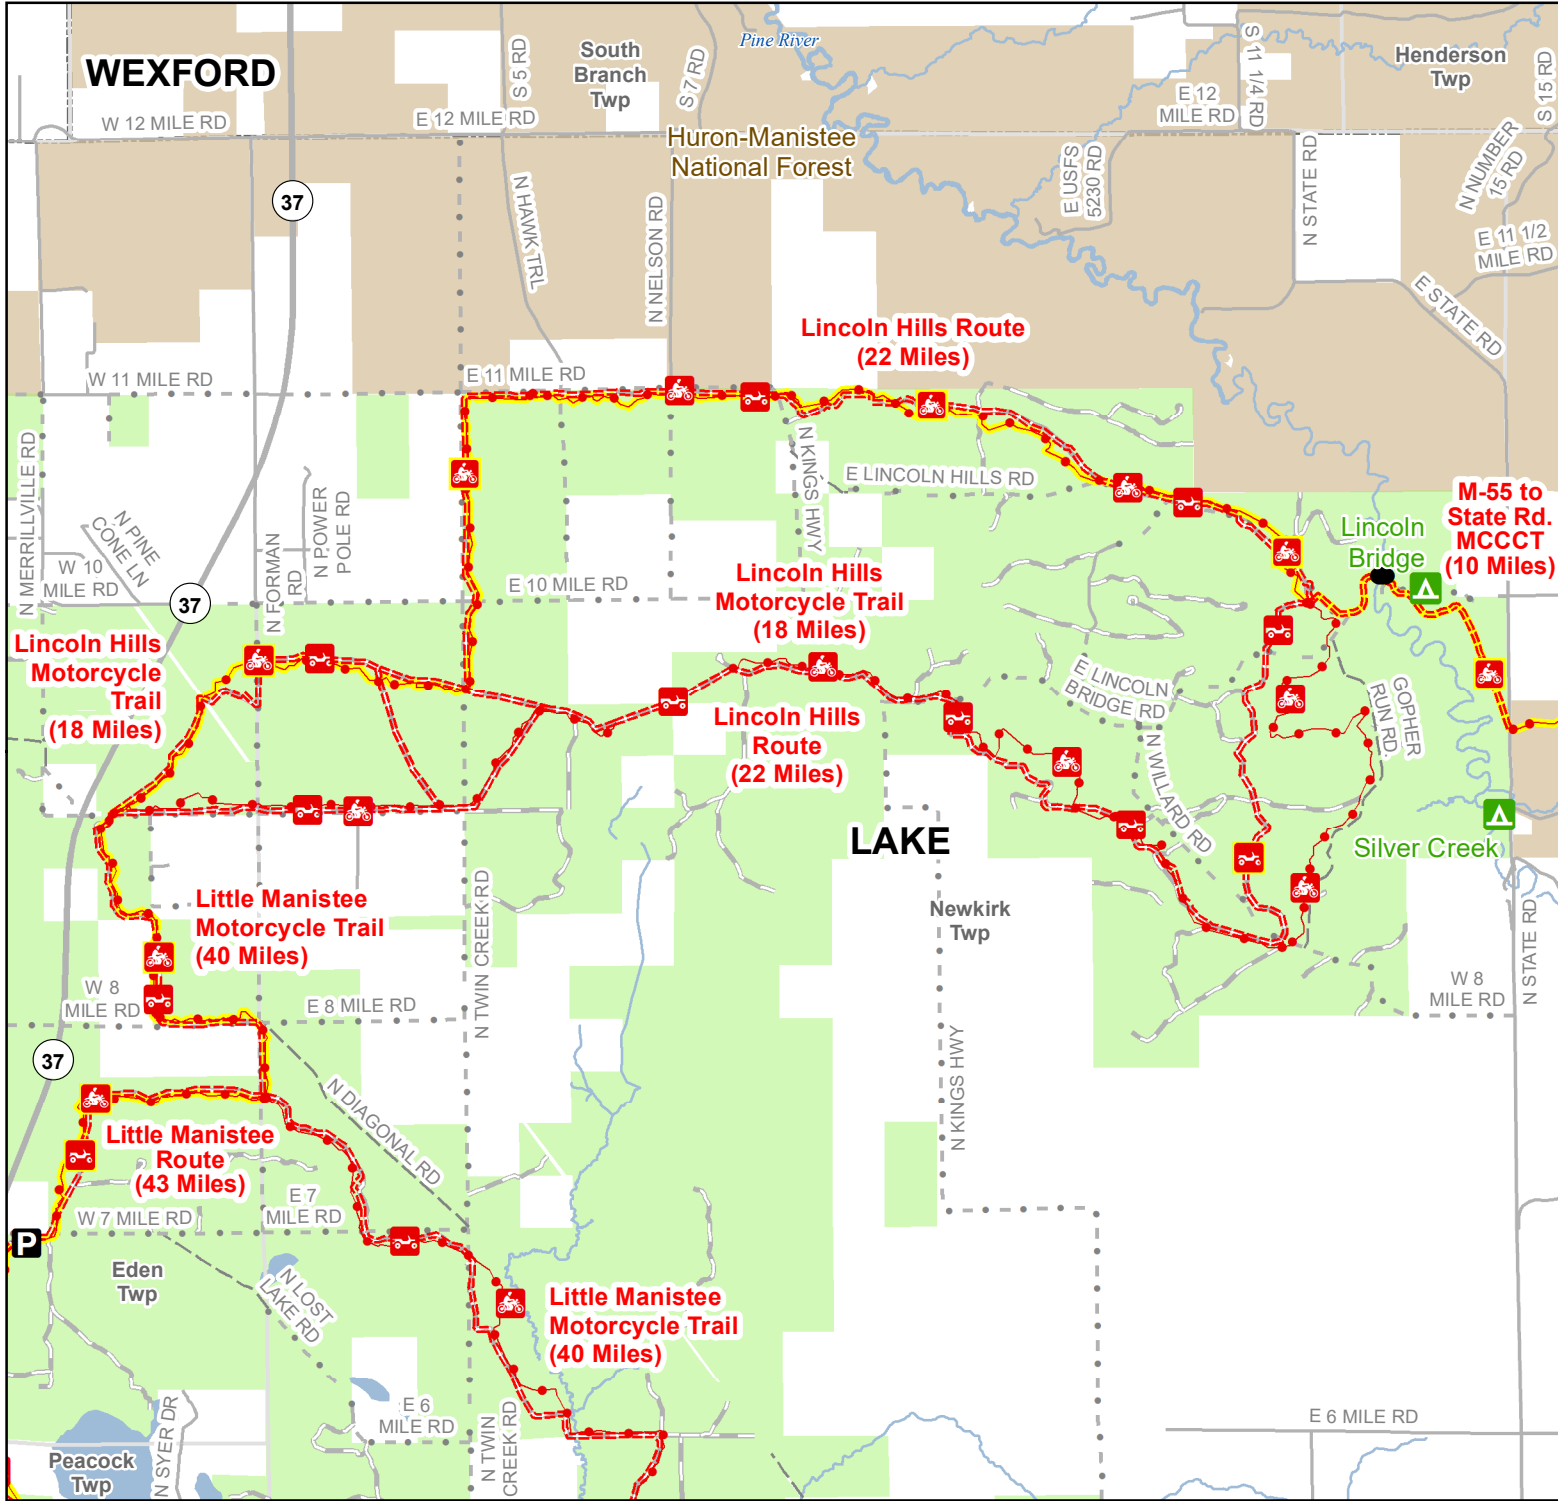 Pine River
WEXFORD
S 5 RD
South
Branch
Twp
S 7 RD
S 11 1/4 RD
Henderson
Twp
S 15 RD
W 12 MILE RD
E 12 MILE RD
E 12
MILE RD
Huron-Manistee
National Forest
E USFS
5230 RD
N STATE RD
N NUMBER
15 RD
37
N HAWK TRL
N NELSON RD
E 11 1/2
MILE RD
E STATE RD
Lincoln Hills Route
(22 Miles)
W 11 MILE RD
E 11 MILE RD
N MERRILLVILLE RD
N KINGS HWY
E LINCOLN HILLS RD
N PINE
CONE LN
N POWER
POLE RD
M-55 to
State Rd.
MCCCT
(10 Miles)
Lincoln
Bridge
W 10
MILE RD
N FORMAN
RD
E 10 MILE RD
37
Lincoln Hills
Motorcycle Trail
(18 Miles)
Lincoln Hills
Motorcycle
Trail
(18 Miles)
E LINCOLN
BRIDGE RD
GOPHER
RUN RD.
Lincoln Hills
Route
(22 Miles)
N WILLARD RD
LAKE
Silver Creek
Little Manistee
Motorcycle Trail
(40 Miles)
N TWIN CREEK RD
Newkirk
Twp
N STATE RD
W 8
MILE RD
E 8 MILE RD
W 8
MILE RD
37
N KINGS HWY
N DIAGONAL RD
Little Manistee
Route
(43 Miles)
W 7 MILE RD
E 7
MILE RD
P
Eden
Twp
N LOST
LAKE RD
Little Manistee
Motorcycle Trail
(40 Miles)
N SYER DR
E 6
MILE RD
N TWIN
CREEK RD
E 6 MILE RD
Peacock
Twp